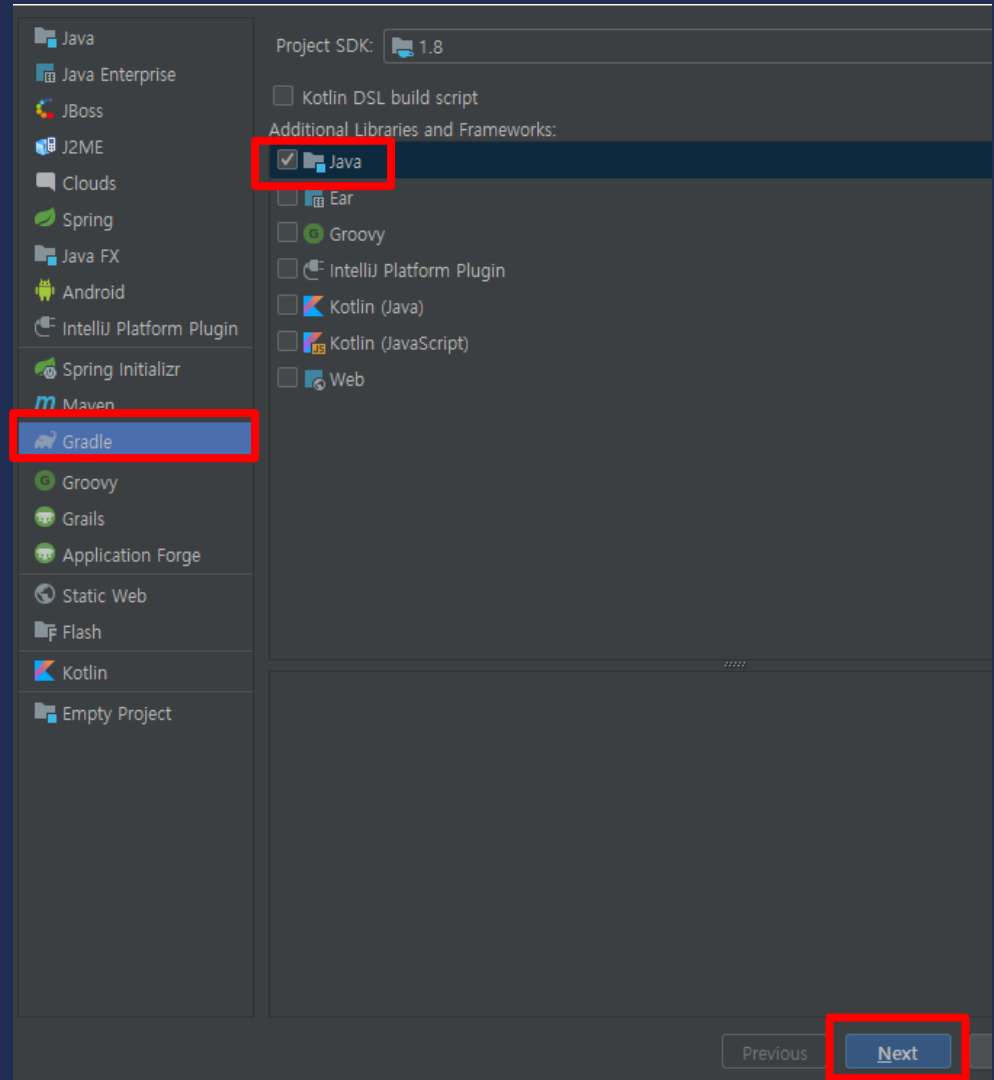 Java
Java Enterprise
JBoss
J2ME
Clouds
Spring
Java FX
Android
IntelliJ Platform Plugin
Spring Initializr
Maven
Gradle
Groovy
Grails
Application Forge
Static Web
Flash
Kotlin
Empty Project
Project SDK: 1.8
Kotlin DSL build script
Additional Libraries and Frameworks:
Java
Ear
Groovy
IntelliJ Platform Plugin
Kotlin (Java)
Kotlin (JavaScript)
Web
Previous Next